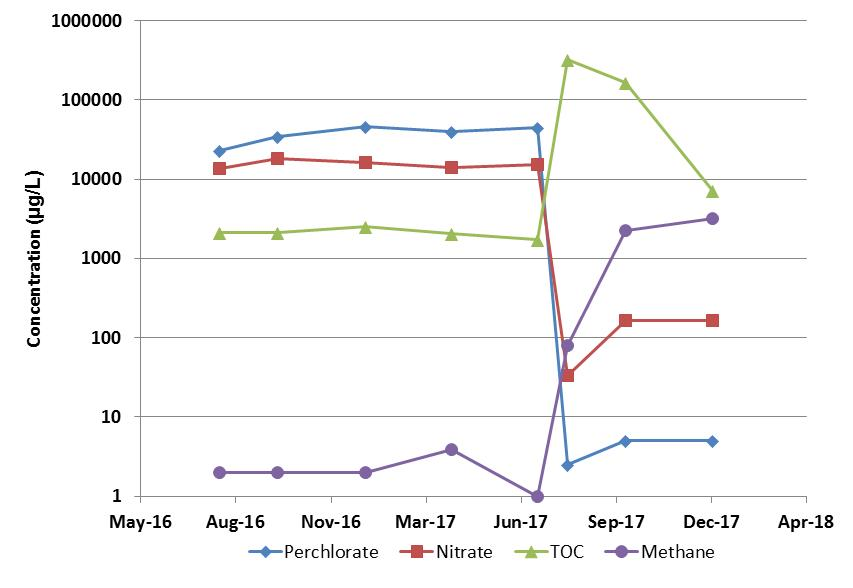 1000000
100000
10000
1000
100
10
1
Concentration (µg/L)
May-16 Aug-16 Nov-16 Mar-17 Jun-17 Sep-17 Dec-17 Apr-18
Perchlorate Nitrate TOC Methane